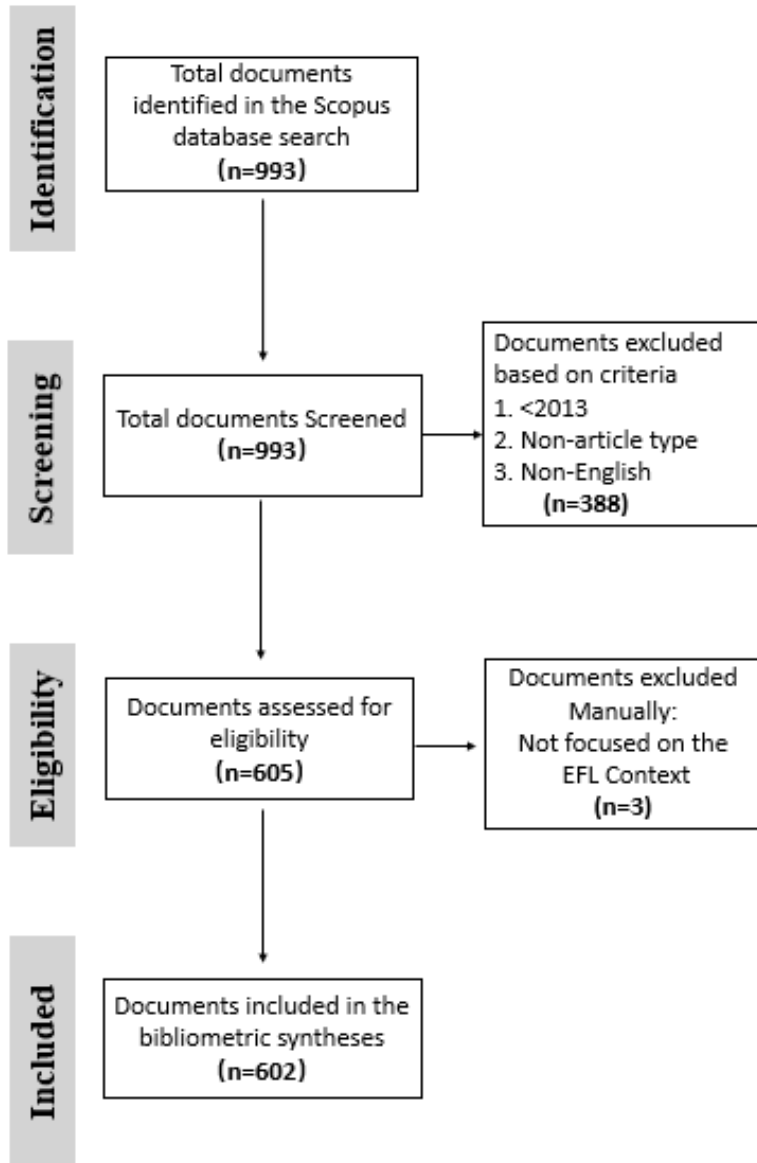 Identification
Total documents
identified in the Scopus
database search
(n=993)
Screening
Total documents Screened
(n=993)
Documents excluded
based on criteria
1. <2013
2. Non-article type
3. Non-English
(n=388)
Eligibility
Documents assessed for
eligibility
(n=605)
Documents excluded
Manually:
Not focused on the
EFL Context
(n=3)
Included
Documents included in the
bibliometric syntheses
(n=602)